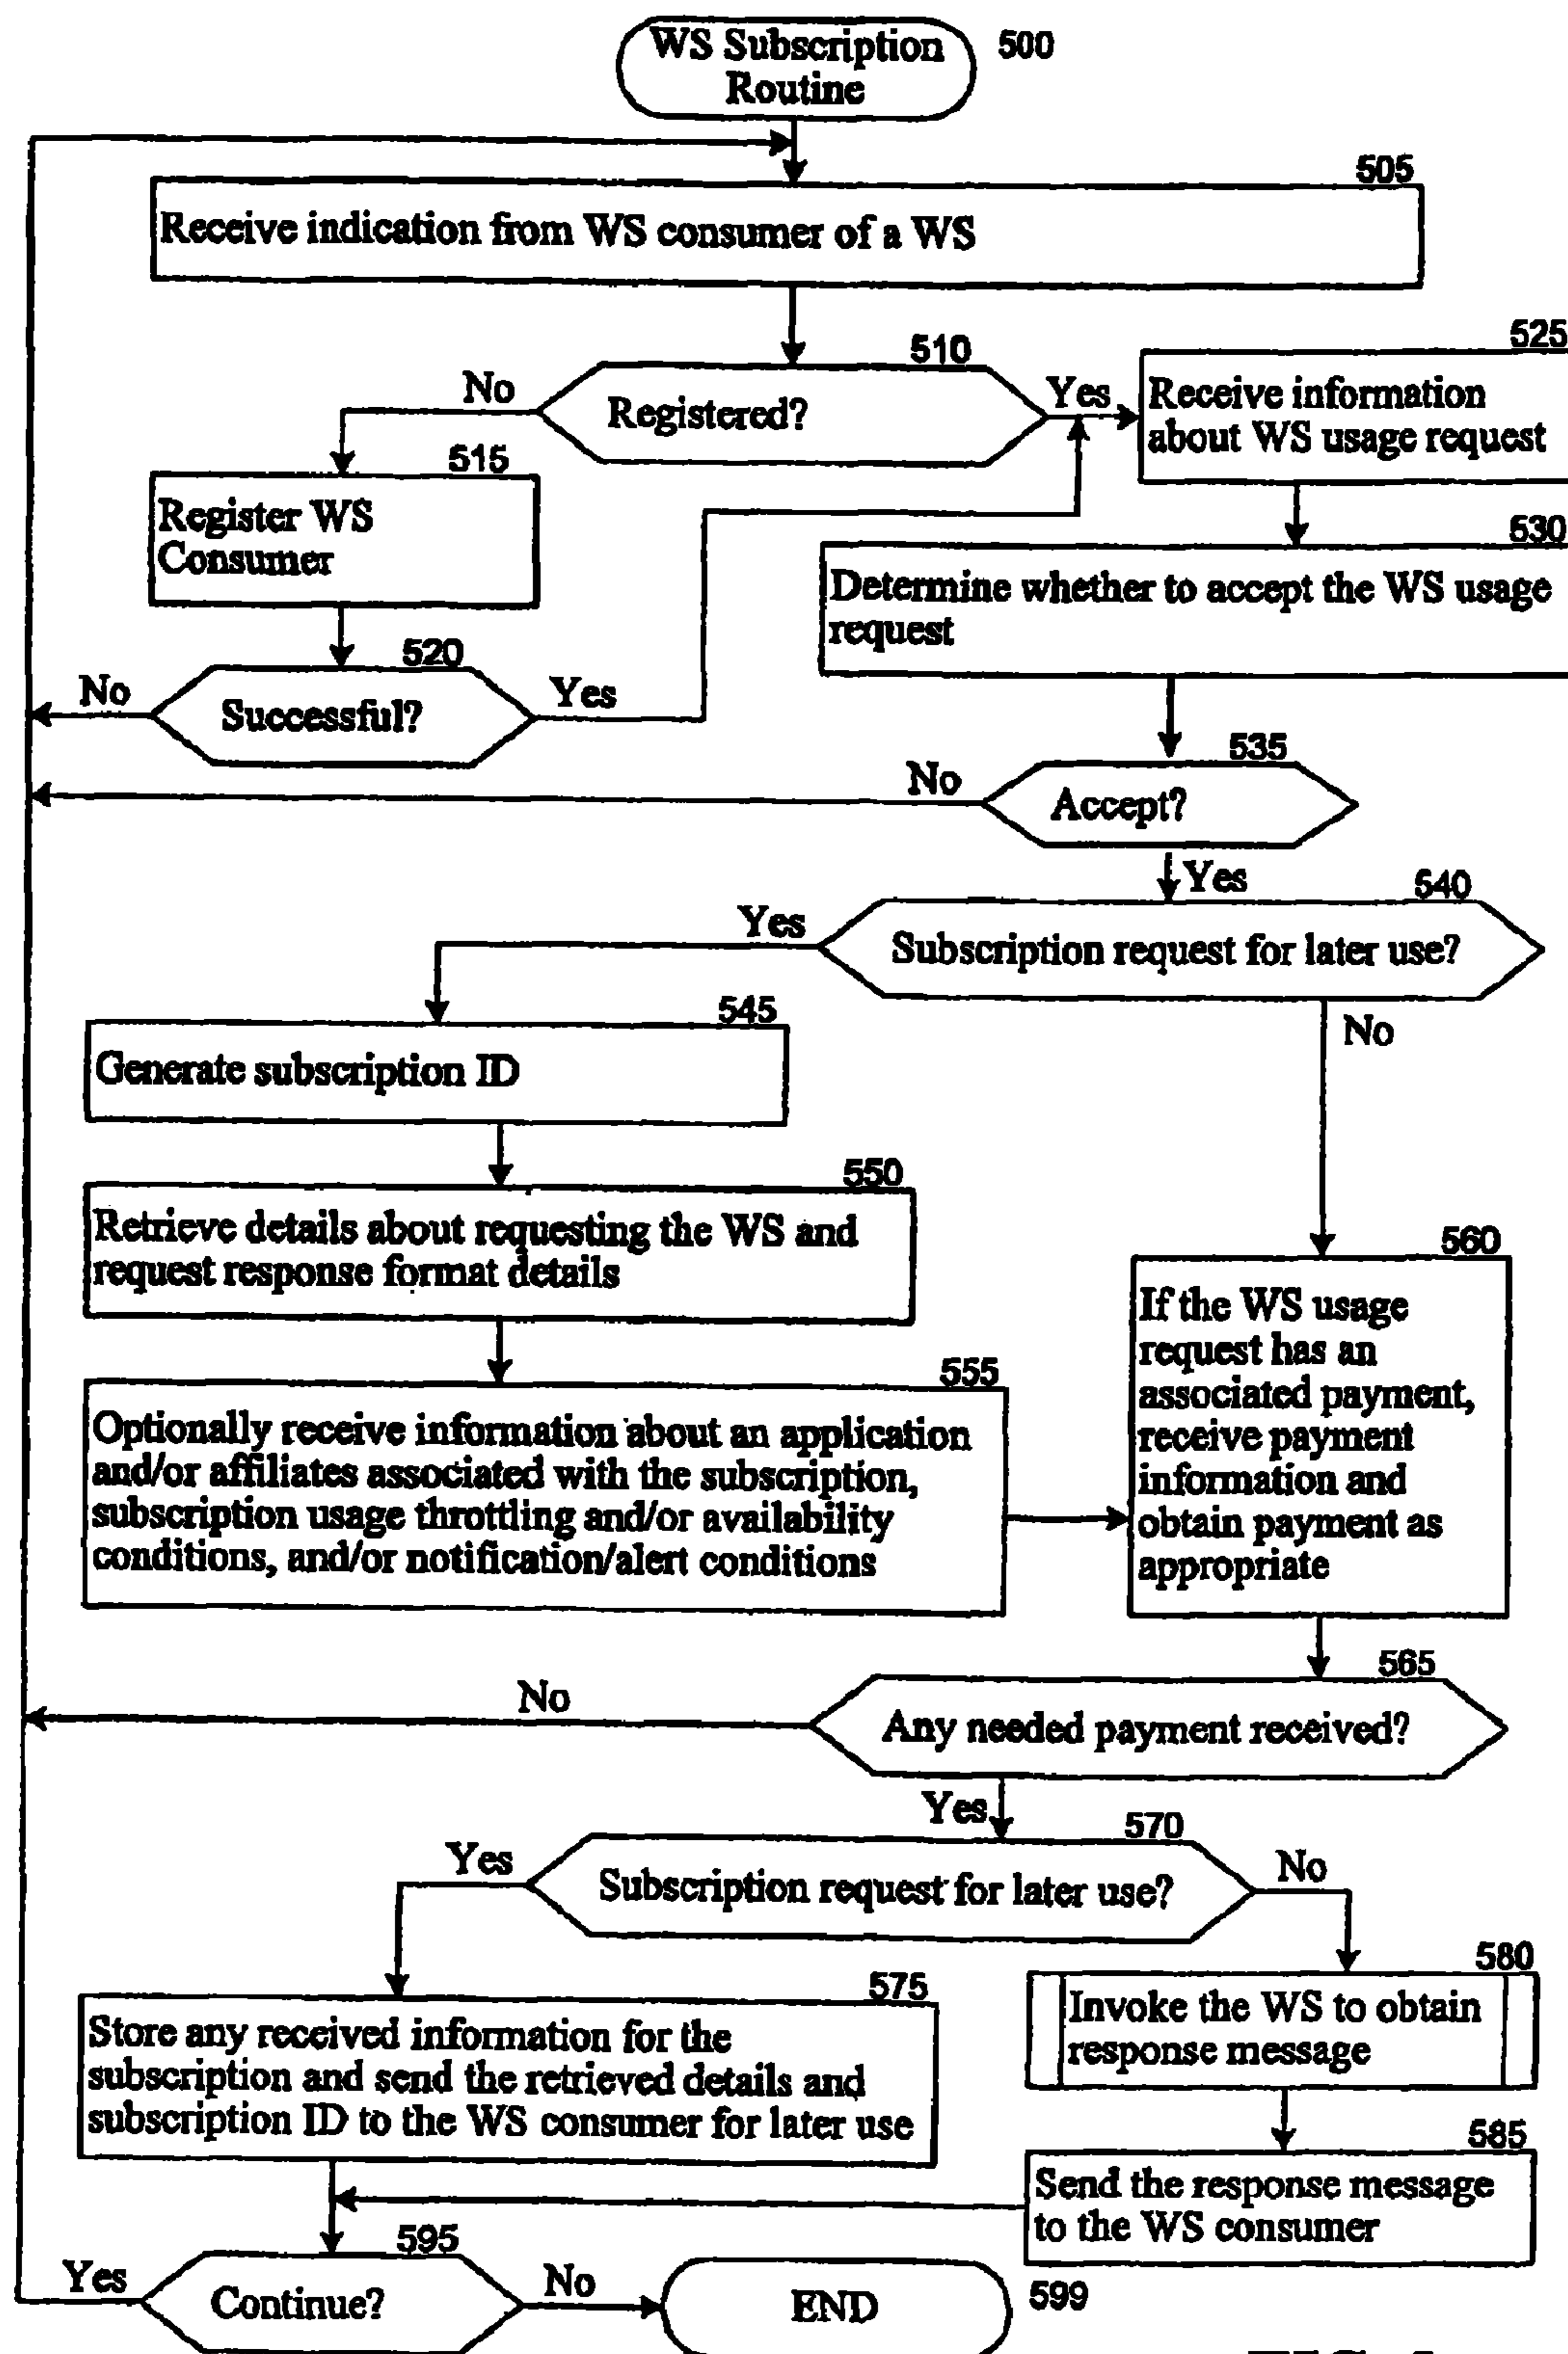 WS Subscription
Routine
500
505
Receive indication from WS consumer of a WS
510
Registered?
No
Yes
525
Receive information
about WS usage request
515
Register WS
Consumer
530
Determine whether to accept the WS usage
request
520
Successful?
No
Yes
535
Accept?
No
Yes
540
Subscription request for later use?
Yes
No
545
Generate subscription ID
550
Retrieve details about requesting the WS and
request response format details
555
Optionally receive information about an application
and/or affiliates associated with the subscription,
subscription usage throttling and/or availability
conditions, and/or notification/alert conditions
560
If the WS usage
request has an
associated payment,
receive payment
information and
obtain payment as
appropriate
565
Any needed payment received?
No
Yes
570
Subscription request for later use?
Yes
No
575
Store any received information for the
subscription and send the retrieved details and
subscription ID to the WS consumer for later use
580
Invoke the WS to obtain
response message
585
Send the response message
to the WS consumer
595
Continue?
Yes
No
END
599